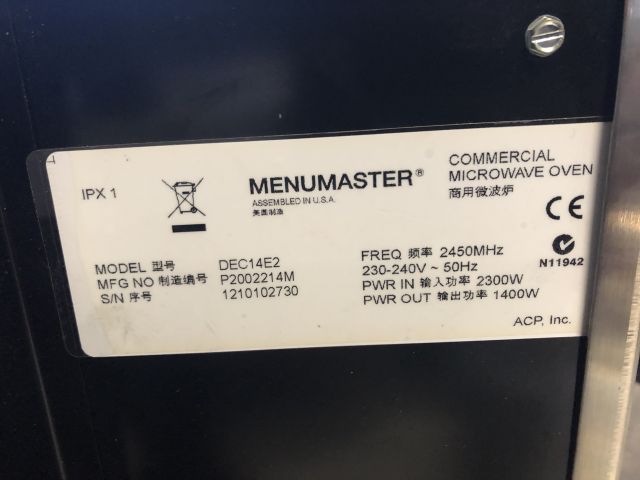 IPX 1
MENUMASTER®
ASSEMBLED IN U.S.A.
美国制造
COMMERCIAL
MICROWAVE OVEN
商用微波炉
CE
N11942
MODEL 型号 DEC14E2
MFG NO 制造编号 P2002214M
S/N 序号 1210102730
FREQ 频率 2450MHz
230-240V ~ 50Hz
PWR IN 输入功率 2300W
PWR OUT 输出功率 1400W
ACP, Inc.